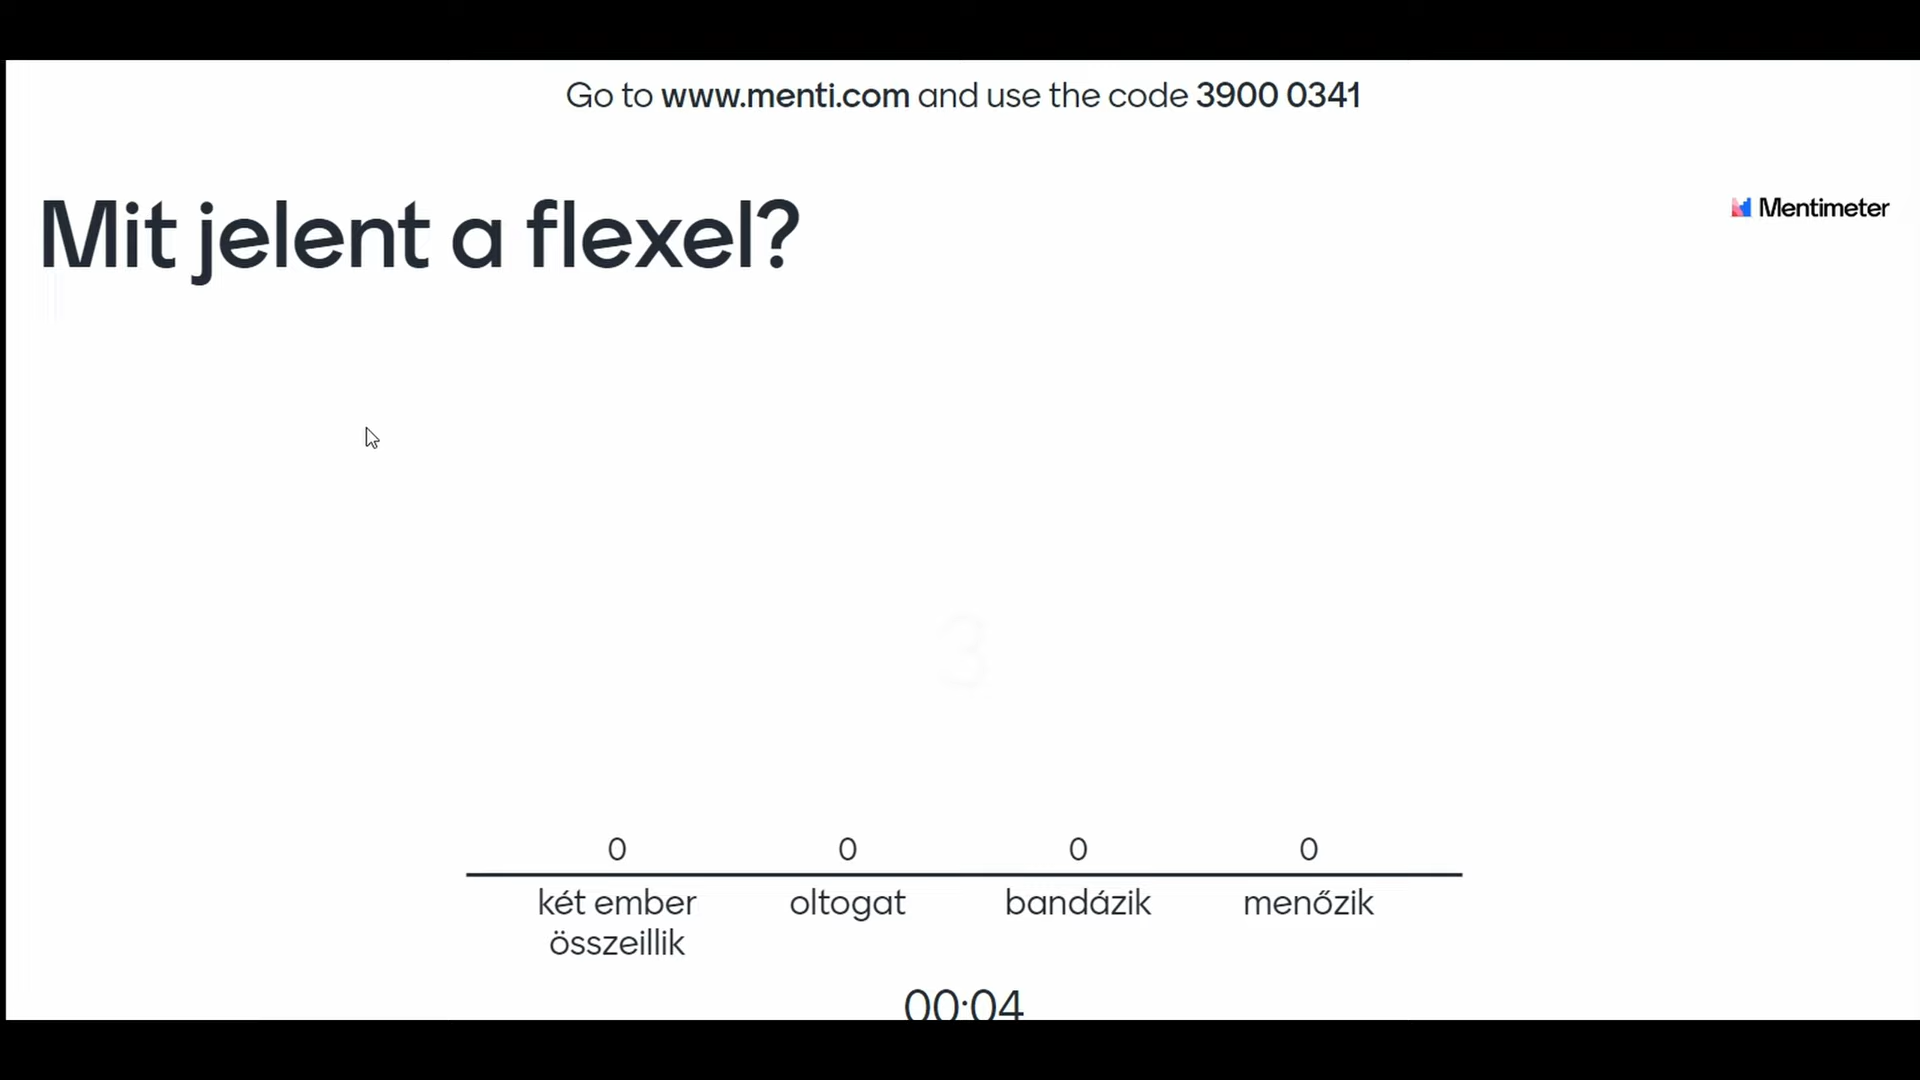 Go to www.menti.com and use the code 3900 0341
Mit jelent a flexel?
Mentimeter
3
0 0 0 0
két ember összeillik
oltogat
bandázik
menőzik
00:04